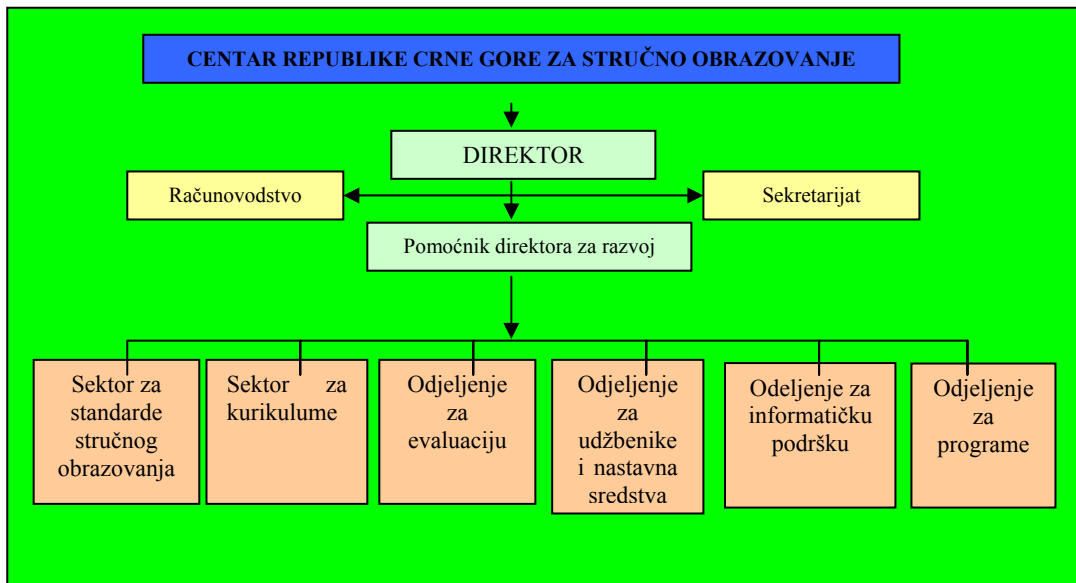 CENTAR REPUBLIKE CRNE GORE ZA STRUČNO OBRAZOVANJE
DIREKTOR
Računovodstvo
Sekretarijat
Pomoćnik direktora za razvoj
Sektor za
standarde
stručnog
obrazovanja
Sektor za
kurikulume
Odjeljenje
za
evaluaciju
Odjeljenje
za
udžbenike
i nastavna
sredstva
Odeljenje za
informatičku
podršku
Odjeljenje
za
programe